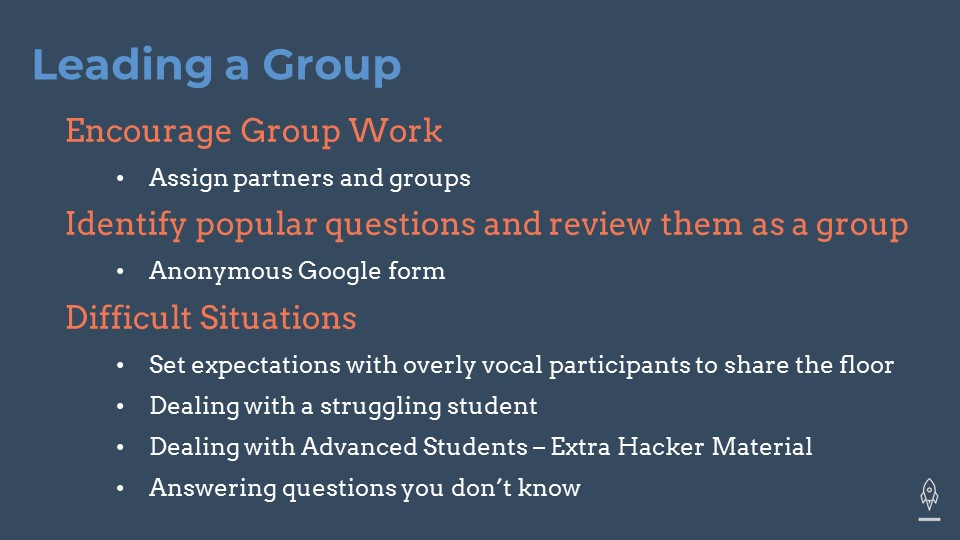 Leading a Group
Encourage Group Work
• Assign partners and groups
Identify popular questions and review them as a group
• Anonymous Google form
Difficult Situations
• Set expectations with overly vocal participants to share the floor
• Dealing with a struggling student
• Dealing with Advanced Students – Extra Hacker Material
• Answering questions you don’t know